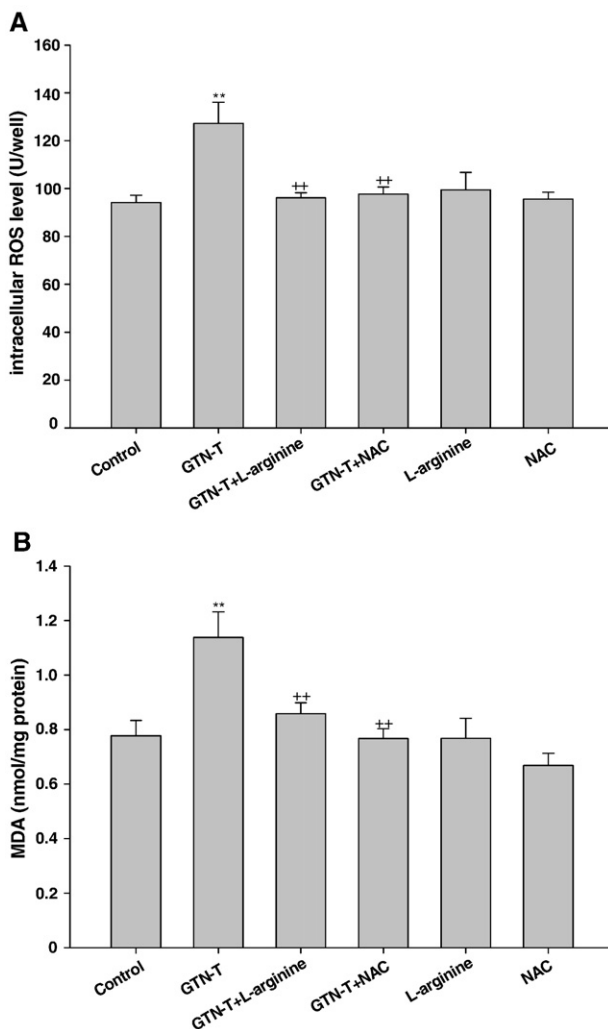 A
intracellular ROS level (U/well)
160
140
120
100
80
60
40
20
0
**
++
++
Control
GTN-T
GTN-T+L-arginine
GTN-T+NAC
L-arginine
NAC
B
MDA (nmol/mg protein)
1.4
1.2
1.0
0.8
0.6
0.4
0.2
0
**
++
++
Control
GTN-T
GTN-T+L-arginine
GTN-T+NAC
L-arginine
NAC